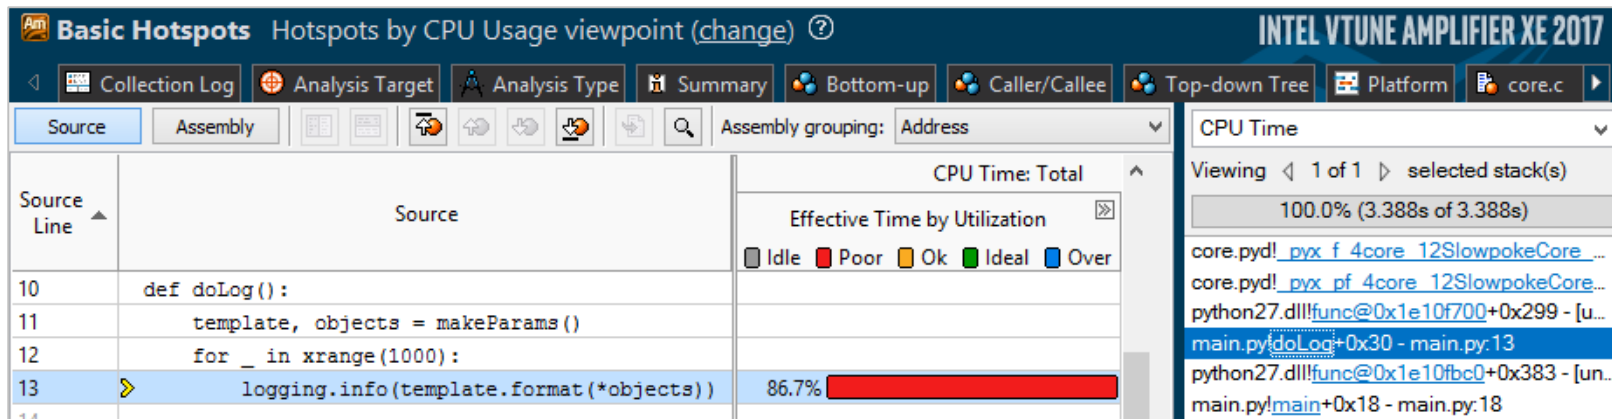 Basic Hotspots Hotspots by CPU Usage viewpoint (change) ?
INTEL VTUNE AMPLIFIER XE 2017
Collection Log Analysis Target Analysis Type Summary Bottom-up Caller/Callee Top-down Tree Platform core.c
Source Assembly Assembly grouping: Address
CPU Time
Viewing 1 of 1 selected stack(s)
100.0% (3.388s of 3.388s)
Source Line
Source
CPU Time: Total
Effective Time by Utilization
Idle Poor Ok Ideal Over
10 def doLog():
11 template, objects = makeParams()
12 for _ in xrange(1000):
13 logging.info(template.format(*objects)) 86.7%
14
core.pyd!_pyx_f_4core_12SlowpokeCore_...
core.pyd!_pyx_pf_4core_12SlowpokeCore...
python27.dll!func@0x1e10f700+0x299 - [u...
main.py!doLog+0x30 - main.py:13
python27.dll!func@0x1e10fbc0+0x383 - [un...
main.py!main+0x18 - main.py:18